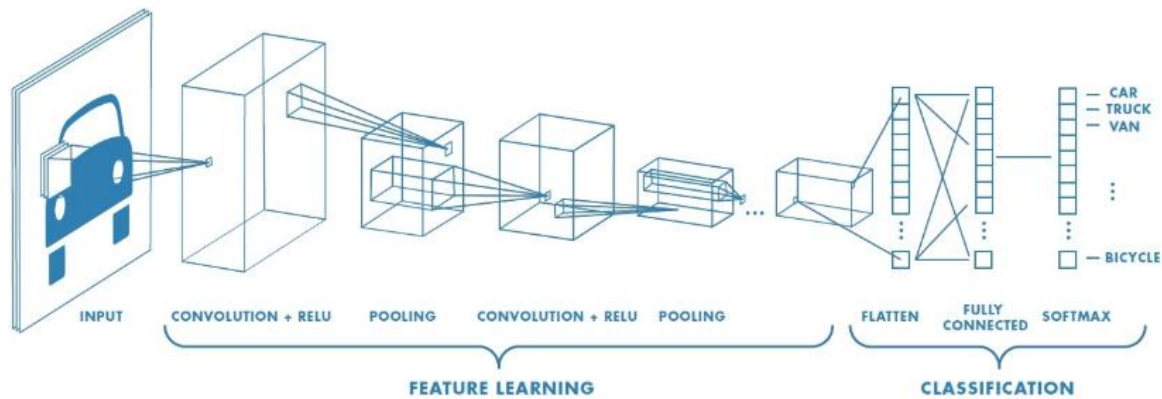 CAR
TRUCK
VAN
...
⋮
BICYCLE
INPUT
CONVOLUTION + RELU
POOLING
CONVOLUTION + RELU
POOLING
FLATTEN
FULLY
CONNECTED
SOFTMAX
FEATURE LEARNING
CLASSIFICATION